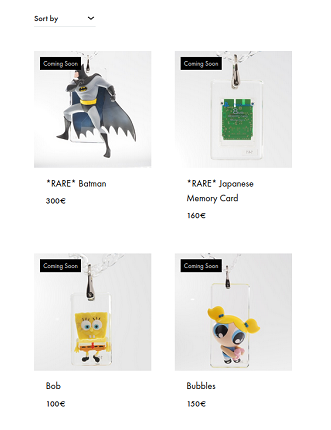 Sort by
Coming Soon
Coming Soon
*RARE* Batman
300€
*RARE* Japanese
Memory Card
160€
Coming Soon
Coming Soon
Bob
100€
Bubbles
150€